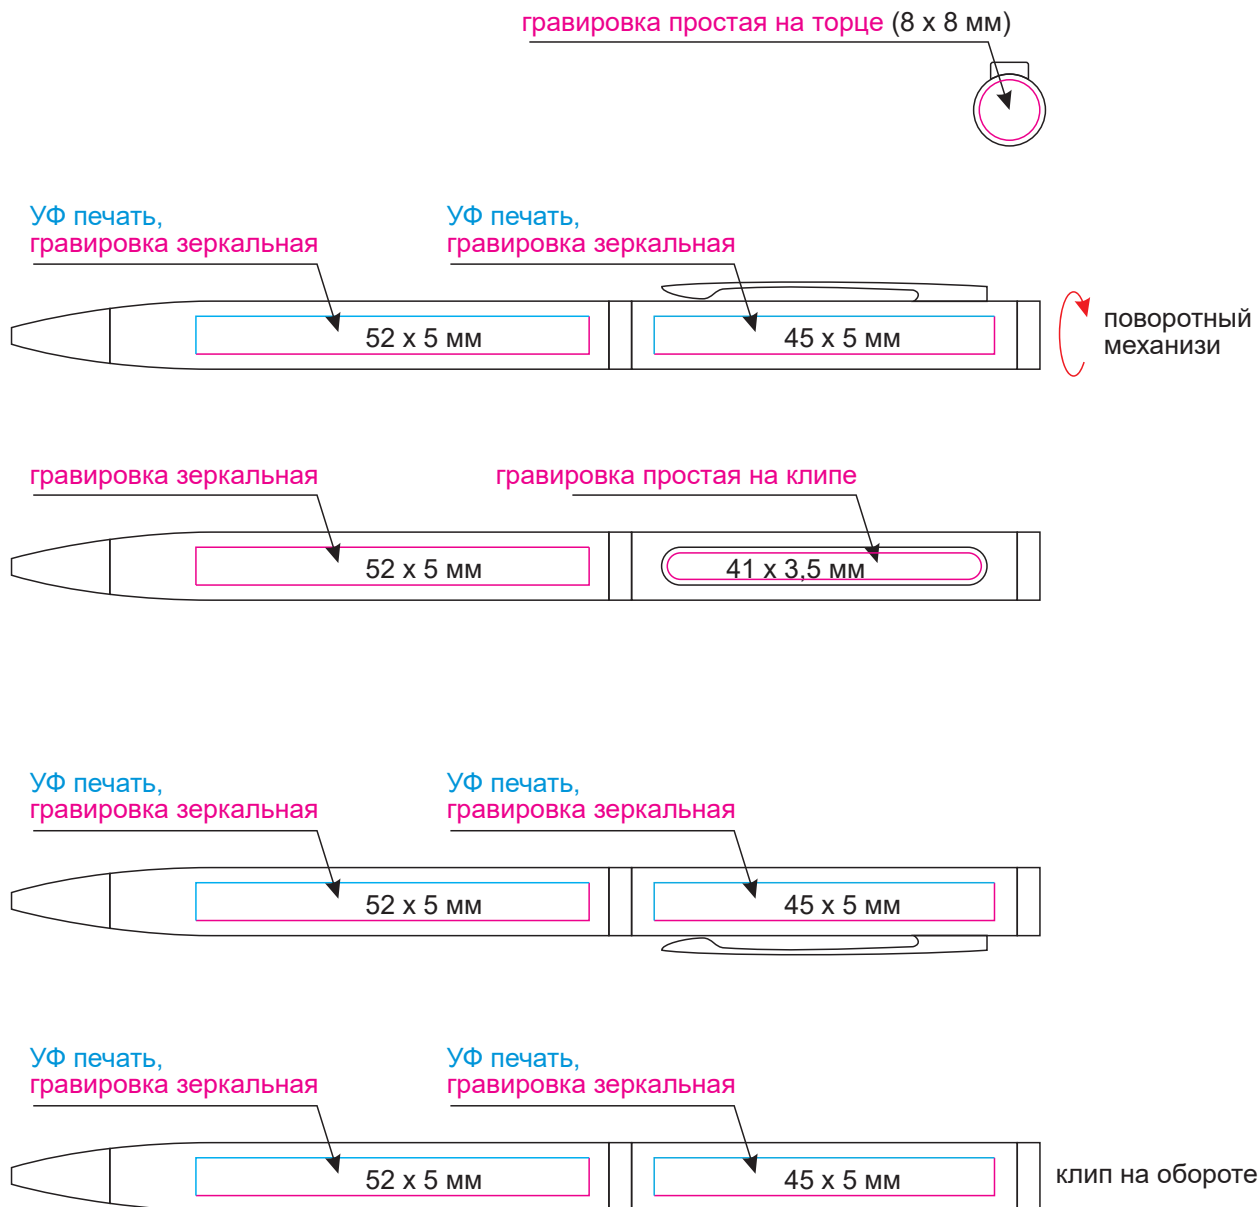 гравировка простая на торце (8 x 8 мм)
УФ печать,
гравировка зеркальная
УФ печать,
гравировка зеркальная
52 x 5 мм
45 x 5 мм
поворотный
механизи
гравировка зеркальная
гравировка простая на клипе
52 x 5 мм
41 x 3,5 мм
УФ печать,
гравировка зеркальная
УФ печать,
гравировка зеркальная
52 x 5 мм
45 x 5 мм
УФ печать,
гравировка зеркальная
УФ печать,
гравировка зеркальная
52 x 5 мм
45 x 5 мм
клип на обороте